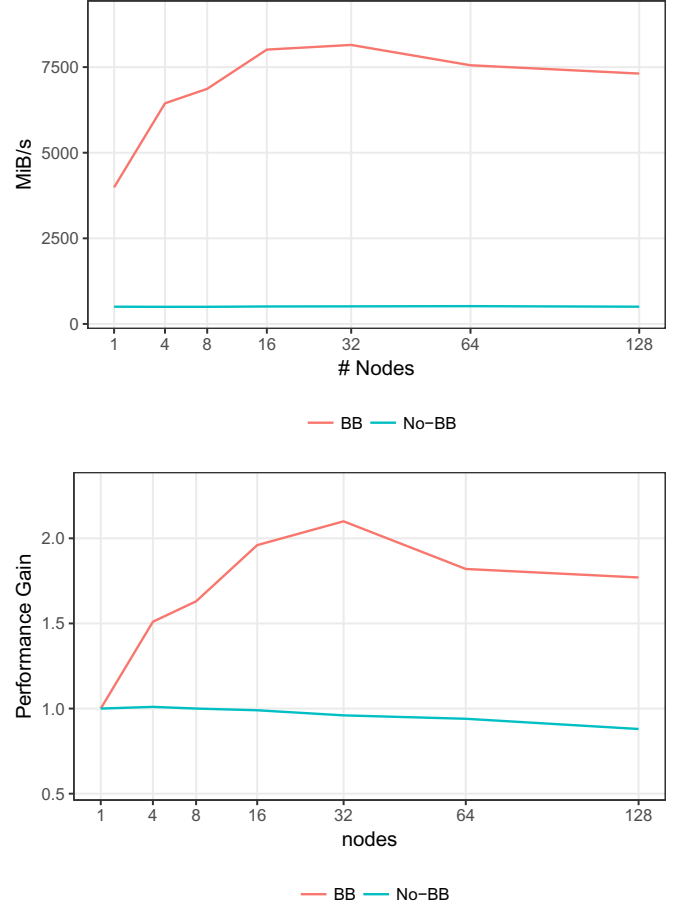 7500
5000
2500
0
MiB/s
1 4 8 16 32 64 128
# Nodes
BB No−BB
2.0
1.5
1.0
0.5
Performance Gain
1 4 8 16 32 64 128
nodes
BB No−BB